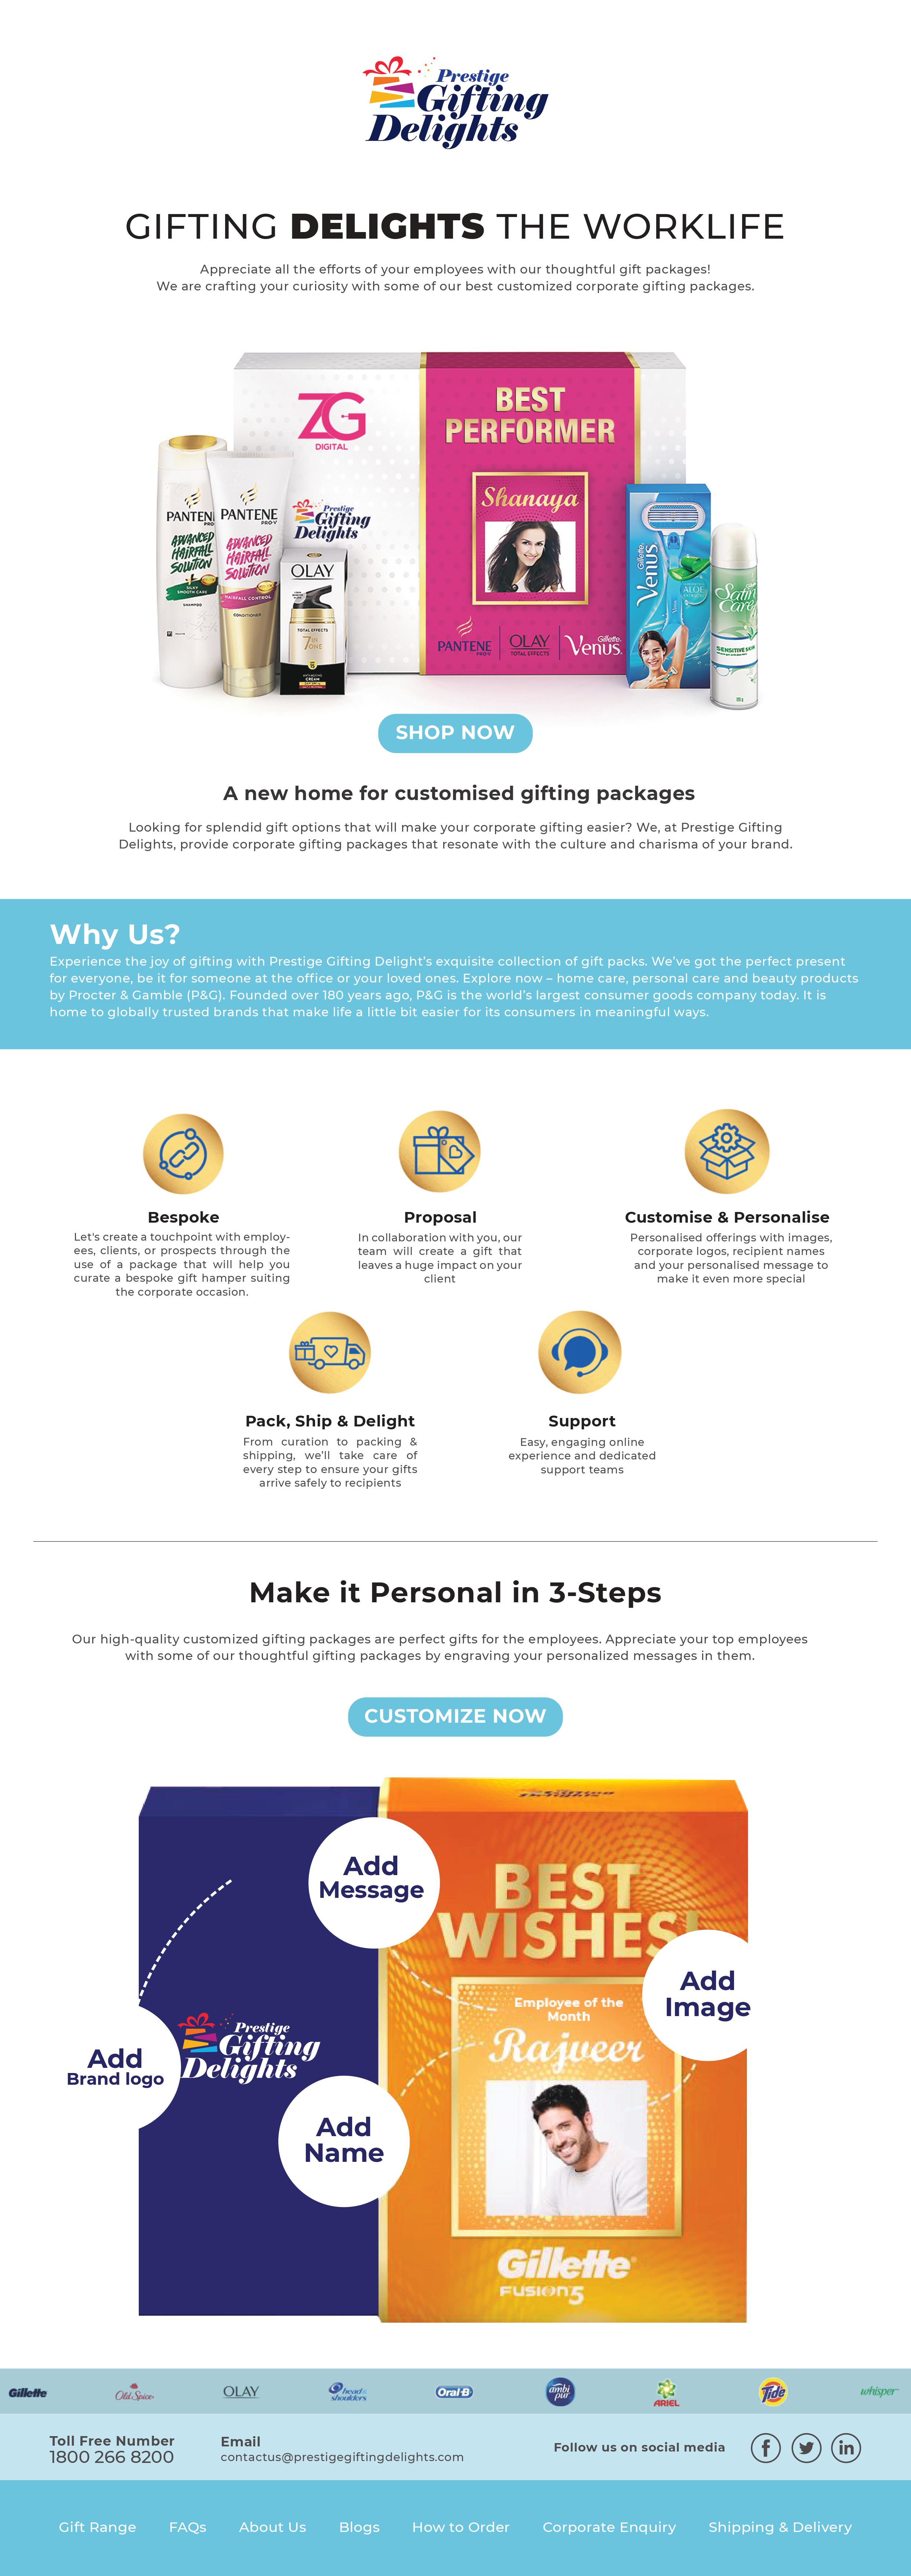 Prestige
Gifting
Delights
GIFTING DELIGHTS THE WORKLIFE
Appreciate all the efforts of your employees with our thoughtful gift packages!
We are crafting your curiosity with some of our best customized corporate gifting packages.
ZG
DIGITAL
BEST
PERFORMER
Shanaya
Prestige
Gifting
Delights
PANTENE
PRO-V
OLAY
TOTAL EFFECTS
Gillette
Venus
PANTEN
PRO
ADVANCED
HAIRFALL
SOLUTION
SILKY
SMOOTH CARE
SHAMPOO
PANTENE
PRO-V
ADVANCED
HAIRFALL
SOLUTION
HAIRFALL CONTROL
CONDITIONER
OLAY
TOTAL EFFECTS
7 IN
ONE
ANTI-AGEING
CREAM
Gillette
Venus
ALOE
Satin
Care
SENSITIVE SKIN
SHOP NOW
A new home for customised gifting packages
Looking for splendid gift options that will make your corporate gifting easier? We, at Prestige Gifting
Delights, provide corporate gifting packages that resonate with the culture and charisma of your brand.
Why Us?
Experience the joy of gifting with Prestige Gifting Delight's exquisite collection of gift packs. We've got the perfect present
for everyone, be it for someone at the office or your loved ones. Explore now – home care, personal care and beauty products
by Procter & Gamble (P&G). Founded over 180 years ago, P&G is the world's largest consumer goods company today. It is
home to globally trusted brands that make life a little bit easier for its consumers in meaningful ways.
Bespoke
Let's create a touchpoint with employ-
ees, clients, or prospects through the
use of a package that will help you
curate a bespoke gift hamper suiting
the corporate occasion.
Proposal
In collaboration with you, our
team will create a gift that
leaves a huge impact on your
client
Customise & Personalise
Personalised offerings with images,
corporate logos, recipient names
and your personalised message to
make it even more special
Pack, Ship & Delight
From curation to packing &
shipping, we'll take care of
every step to ensure your gifts
arrive safely to recipients
Support
Easy, engaging online
experience and dedicated
support teams
Make it Personal in 3-Steps
Our high-quality customized gifting packages are perfect gifts for the employees. Appreciate your top employees
with some of our thoughtful gifting packages by engraving your personalized messages in them.
CUSTOMIZE NOW
Add
Message
BEST
WISHES!
Add
Image
Employee of the
Month
Rajveer
Prestige
Gifting
Delights
Add
Brand logo
Add
Name
Gillette
FUSION5
Gillette
Old Spice
OLAY
head &
shoulders
Oral-B
ambi
pur
ARIEL
Tide
whisper
Toll Free Number
1800 266 8200
Email
contactus@prestigegiftingdelights.com
Follow us on social media
Gift Range
FAQs
About Us
Blogs
How to Order
Corporate Enquiry
Shipping & Delivery